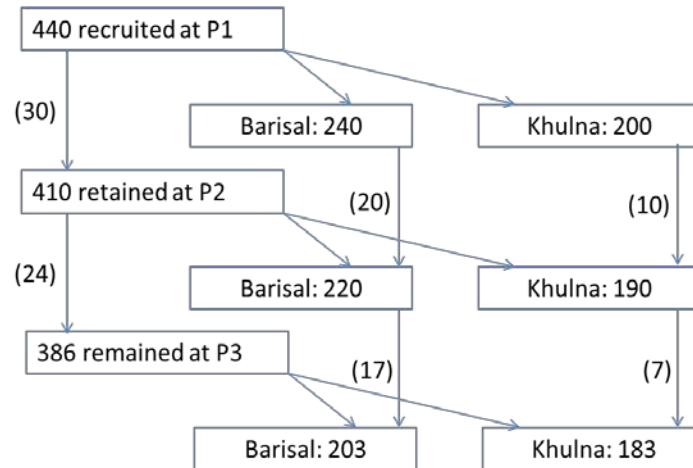 440 recruited at P1
(30)
Barisal: 240
Khulna: 200
410 retained at P2
(20)
(10)
(24)
Barisal: 220
Khulna: 190
386 remained at P3
(17)
(7)
Barisal: 203
Khulna: 183